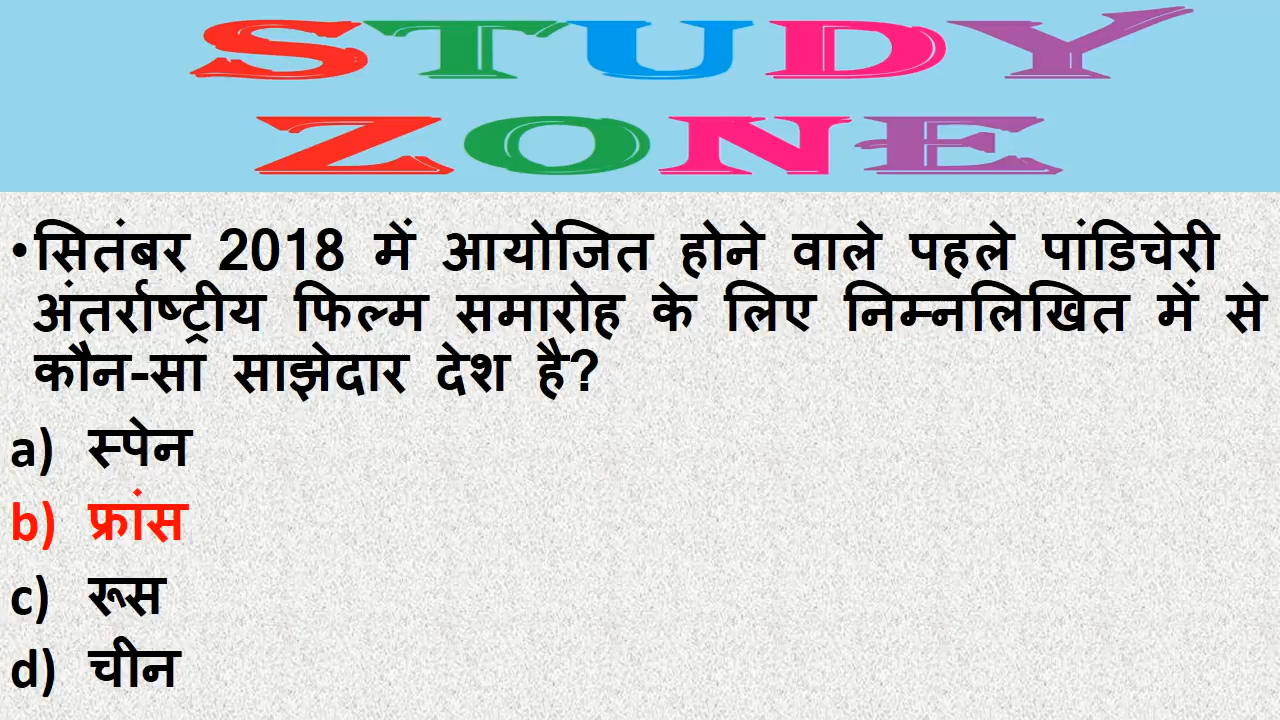 STUDY
ZONE
•सितंबर 2018 में आयोजित होने वाले पहले पांडिचेरी
अंतर्राष्ट्रीय फिल्म समारोह के लिए निम्नलिखित में से
कौन-सा साझेदार देश है?
a) स्पेन
b) फ्रांस
c) रूस
d) चीन